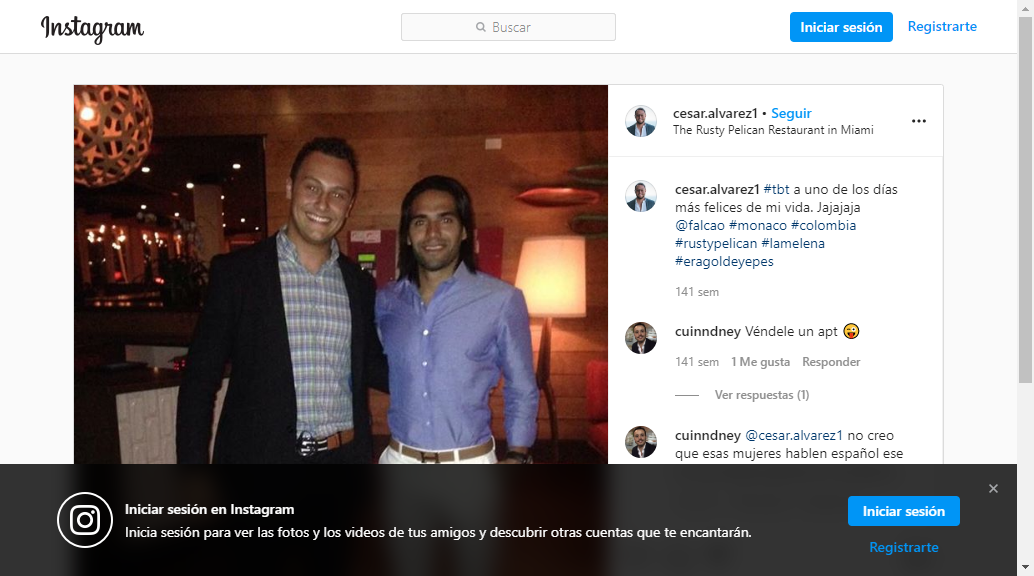 Instagram
Buscar
Iniciar sesión
Registrarte
cesar.alvarez1 • Seguir
The Rusty Pelican Restaurant in Miami
cesar.alvarez1 #tbt a uno de los días
más felices de mi vida. Jajajaja
@falcao #monaco #colombia
#rustypelican #lamelena
#eragoldeyepes
141 sem
cuinndney Véndele un apt 😜
141 sem 1 Me gusta Responder
Ver respuestas (1)
cuinndney @cesar.alvarez1 no creo
que esas mujeres hablen español ese
Iniciar sesión en Instagram
Inicia sesión para ver las fotos y los videos de tus amigos y descubrir otras cuentas que te encantarán.
Iniciar sesión
Registrarte